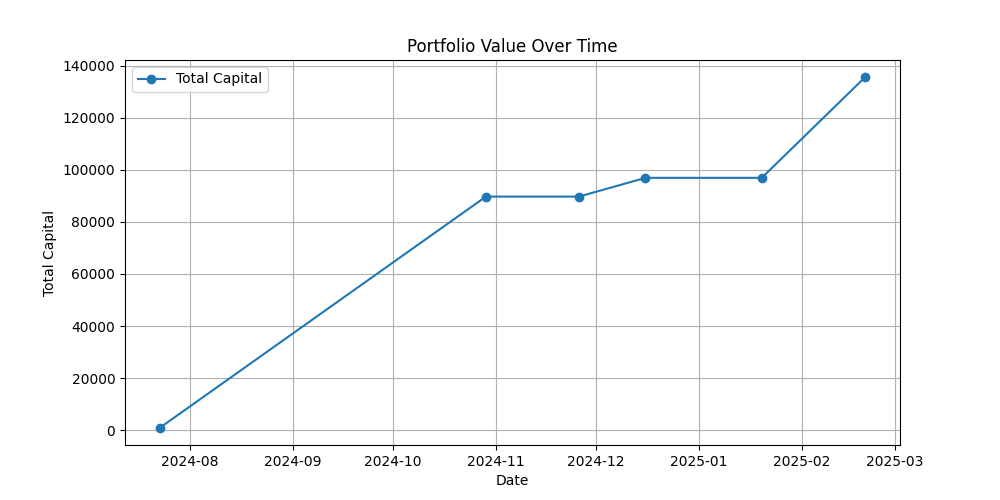 Portfolio Value Over Time
Total Capital
Total Capital
140000
120000
100000
80000
60000
40000
20000
0
2024-08 2024-09 2024-10 2024-11 2024-12 2025-01 2025-02 2025-03
Date